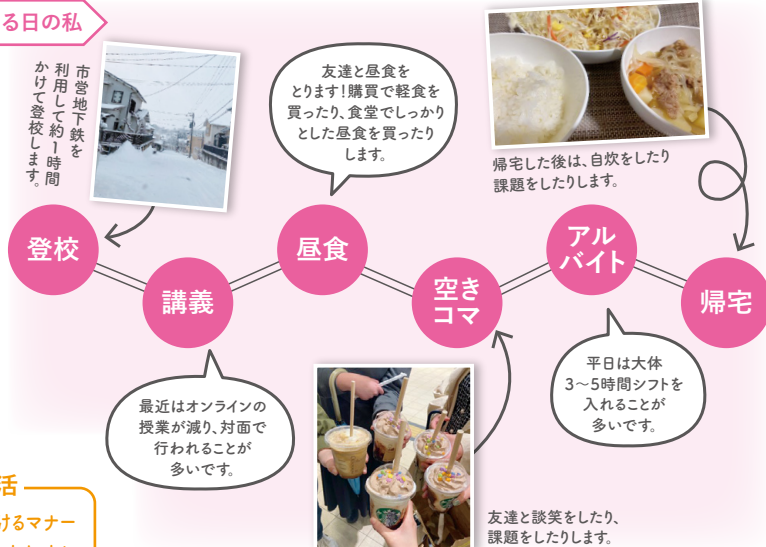 る日の私
市営地下鉄を
利用して約1時間
かけて登校します。
友達と昼食を
とります!購買で軽食を
買ったり、食堂でしっかり
とした昼食を買ったり
します。
帰宅した後は、自炊をしたり
課題をしたりします。
登校
講義
昼食
空き
コマ
アル
バイト
帰宅
最近はオンラインの
授業が減り、対面で
行われることが
多いです。
平日は大体
3〜5時間シフトを
入れることが
多いです。
友達と談笑をしたり、
課題をしたりします。
活
けるマナー